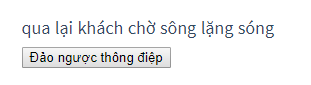 qua lại khách chờ sông lặng sóng
Đảo ngược thông điệp